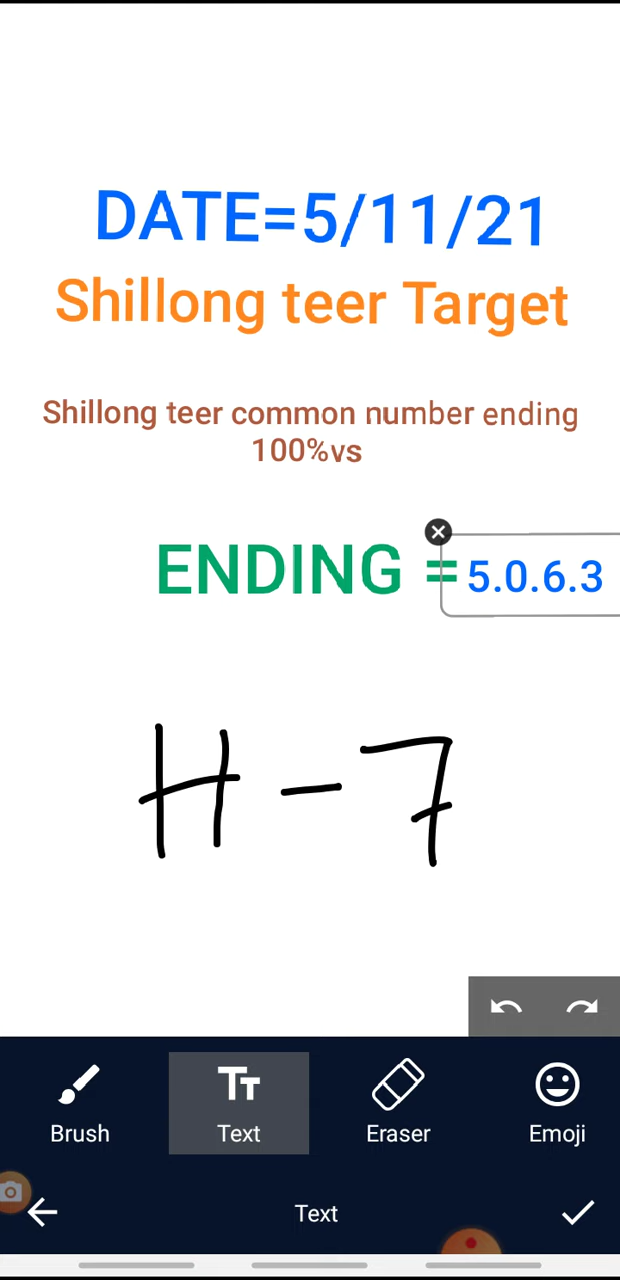 DATE=5/11/21
Shillong teer Target
Shillong teer common number ending
100%vs
ENDING =5.0.6.3
H-7
Brush Text Eraser Emoji
Text